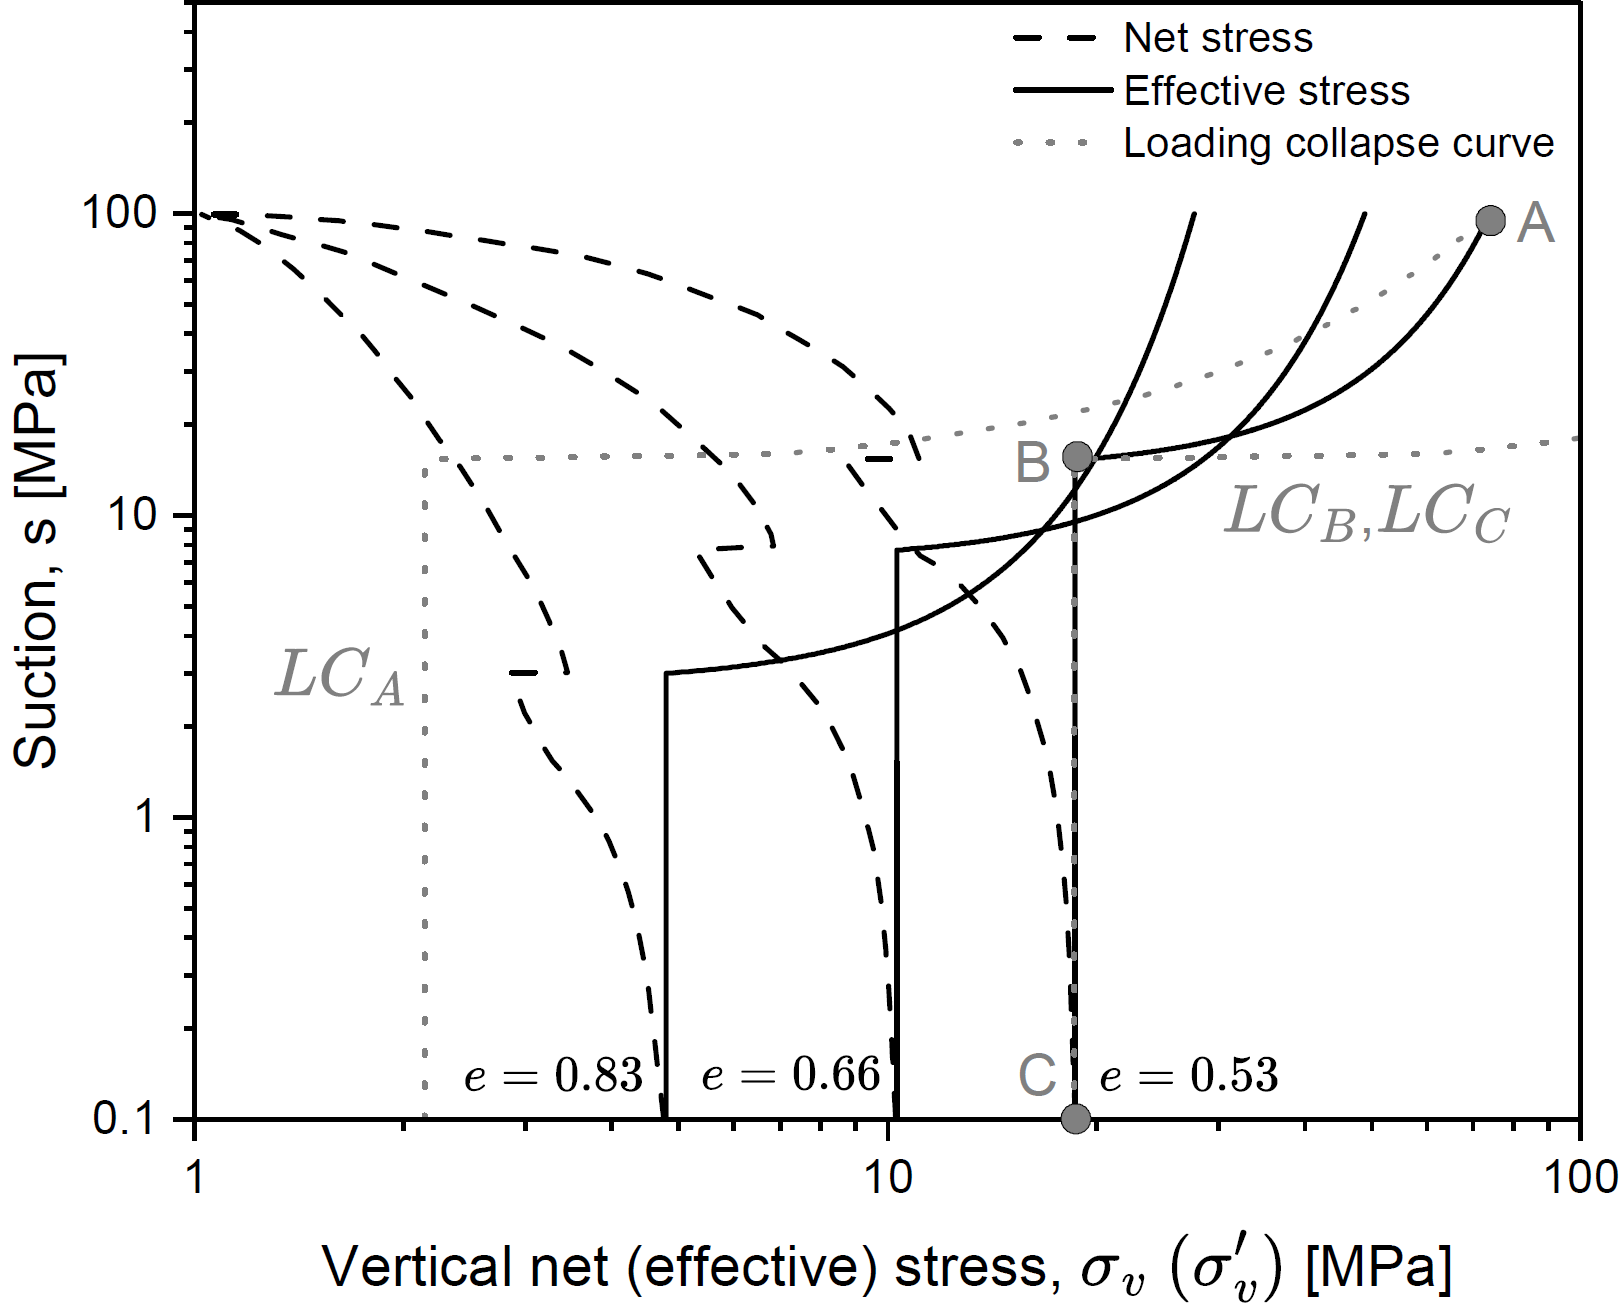 Net stress
Effective stress
Loading collapse curve
100
A
B
LC_B, LC_C
10
Suction, s [MPa]
LC_A
1
C
e = 0.83
e = 0.66
e = 0.53
0.1
1
10
100
Vertical net (effective) stress, σ_v (σ′_v) [MPa]